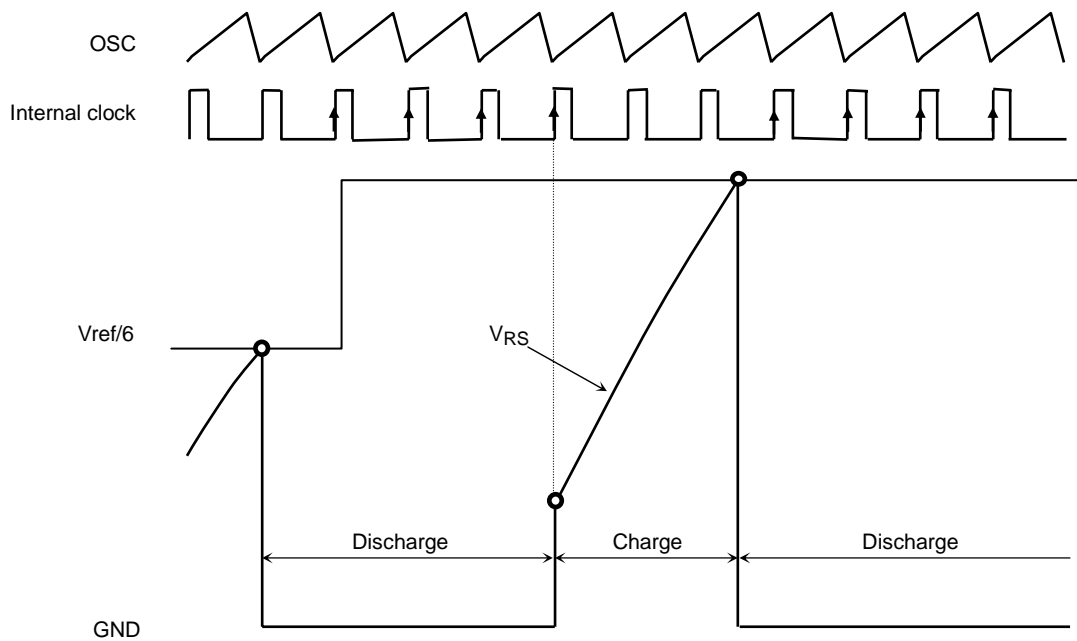 OSC
Internal clock
Vref/6
VRS
Discharge
Charge
Discharge
GND